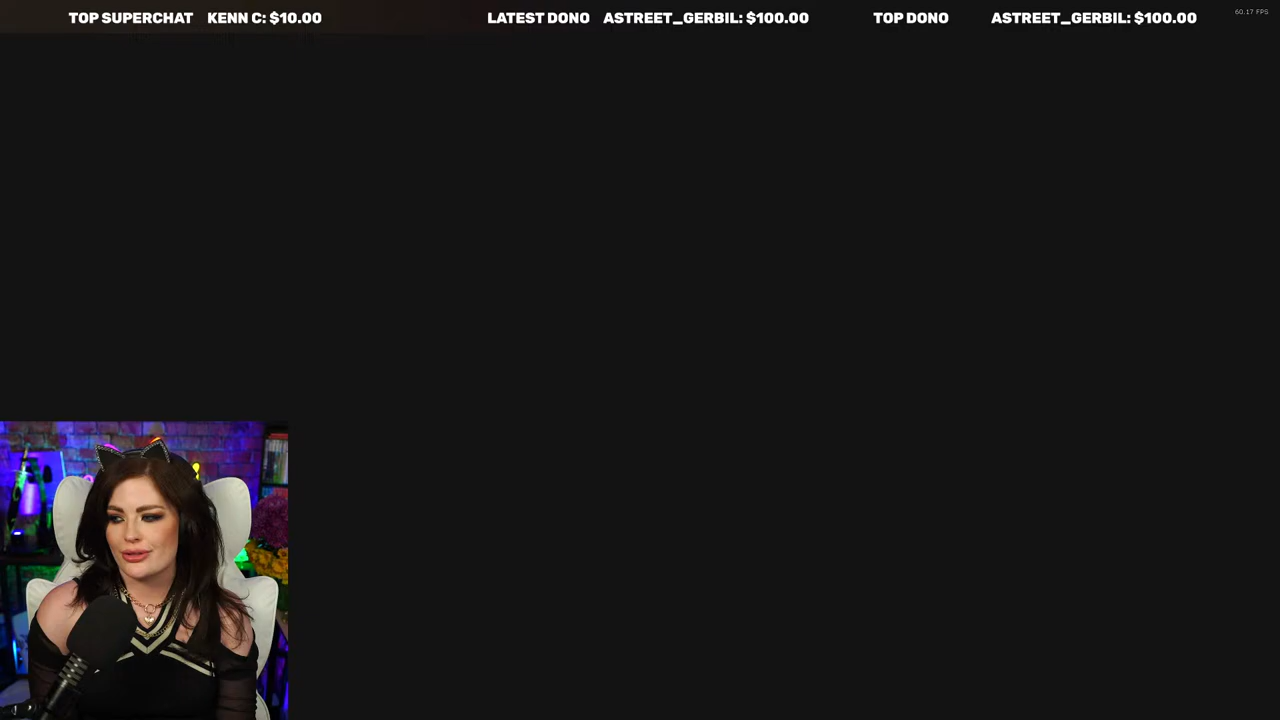 TOP SUPERCHAT KENN C: $10.00 LATEST DONO ASTREET_GERBIL: $100.00 TOP DONO ASTREET_GERBIL: $100.00
60.17 FPS